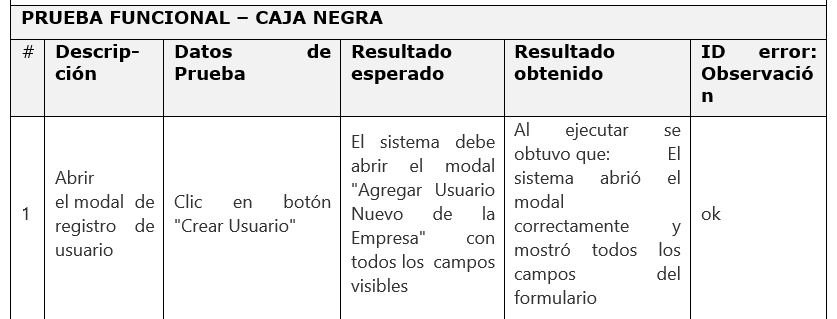 PRUEBA FUNCIONAL – CAJA NEGRA
#
Descrip-
ción
Datos de
Prueba
Resultado
esperado
Resultado
obtenido
ID error:
Observació
n
1
Abrir
el modal de
registro de
usuario
Clic en botón
"Crear Usuario"
El sistema debe
abrir el modal
"Agregar Usuario
Nuevo de la
Empresa" con
todos los campos
visibles
Al ejecutar se
obtuvo que: El
sistema abrió el
modal
correctamente y
mostró todos los
campos del
formulario
ok